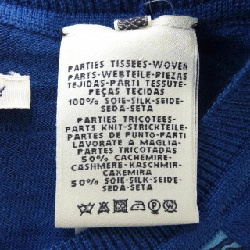 PARTIES TISSEES-WOVEN
PARTS-WEBTEILE-PIEZAS
TEJIDAS-PARTI TESSUTE-
PEÇAS TECIDAS
100% SOIE-SILK-SEIDE-
SEDA-SETA
PARTIES TRICOTEES-
PARTS KNIT-STRICKTEILE-
PARTES DE PUNTO-PARTI
LAVORATE A MAGLIA-
PARTES TRICOTADAS
50% CACHEMIRE-
CASHMERE-KASCHMIR-
CAXEMIRA
50% SOIE-SILK-SEIDE-
SEDA-SETA